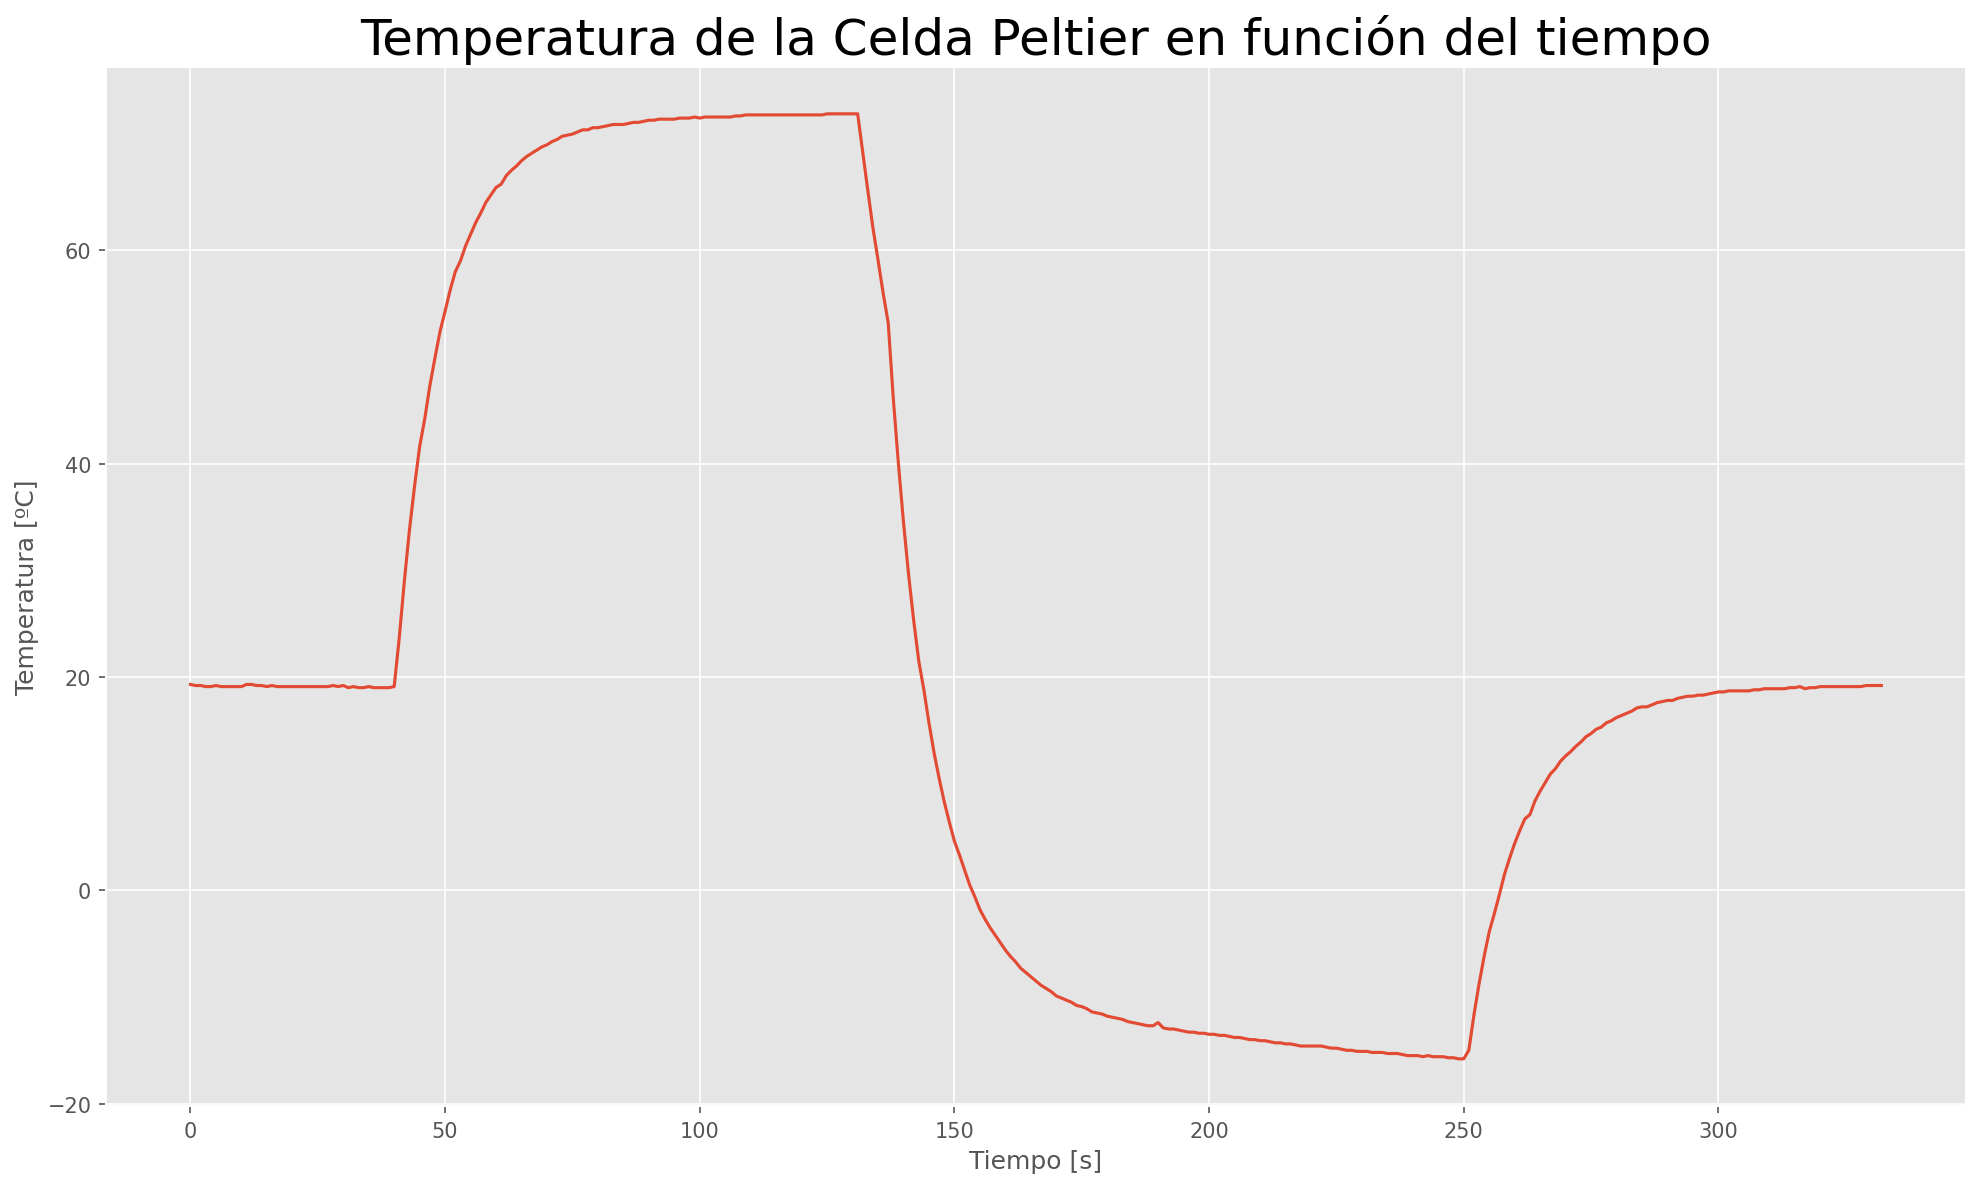 Temperatura de la Celda Peltier en función del tiempo
Temperatura [ºC]
60
40
20
0
−20
0 50 100 150 200 250 300
Tiempo [s]